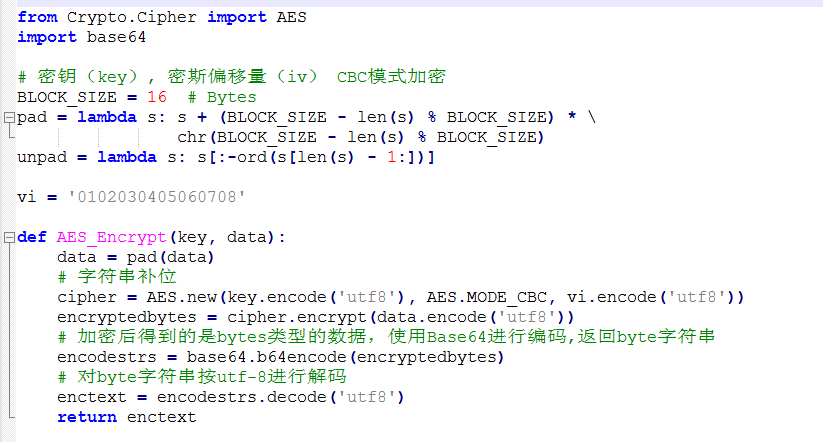 from Crypto.Cipher import AES
import base64
# 密钥（key）, 密斯偏移量（iv） CBC模式加密
BLOCK_SIZE = 16  # Bytes
pad = lambda s: s + (BLOCK_SIZE - len(s) % BLOCK_SIZE) * \
                chr(BLOCK_SIZE - len(s) % BLOCK_SIZE)
unpad = lambda s: s[:-ord(s[len(s) - 1:])]
vi = '0102030405060708'
def AES_Encrypt(key, data):
    data = pad(data)
    # 字符串补位
    cipher = AES.new(key.encode('utf8'), AES.MODE_CBC, vi.encode('utf8'))
    encryptedbytes = cipher.encrypt(data.encode('utf8'))
    # 加密后得到的是bytes类型的数据，使用Base64进行编码,返回byte字符串
    encodestrs = base64.b64encode(encryptedbytes)
    # 对byte字符串按utf-8进行解码
    enctext = encodestrs.decode('utf8')
    return enctext